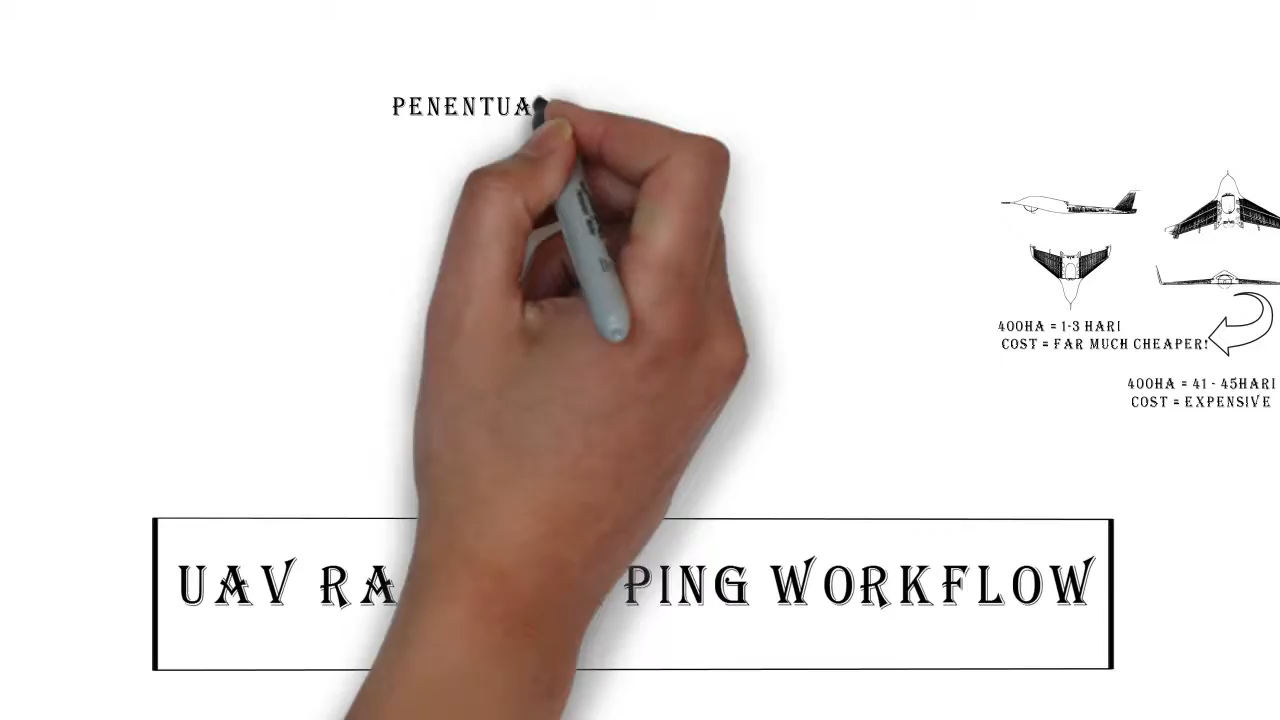 PENENTUA
400HA = 1-3 HARI
COST = FAR MUCH CHEAPER!
400HA = 41 - 45HARI
COST = EXPENSIVE
UAV RA PING WORKFLOW